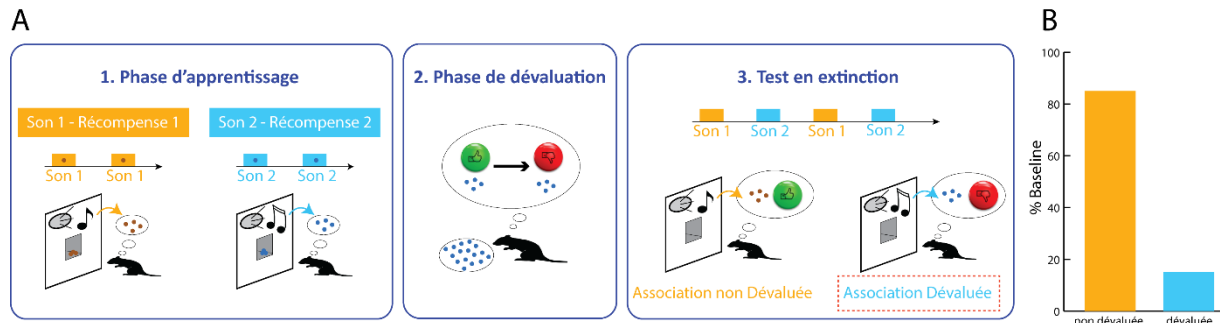 A
B
1. Phase d'apprentissage
Son 1 - Récompense 1
Son 2 - Récompense 2
Son 1
Son 1
Son 2
Son 2
2. Phase de dévaluation
3. Test en extinction
Son 1
Son 2
Son 1
Son 2
Association non Dévaluée
Association Dévaluée
% Baseline
100
80
60
40
20
0
non dévaluée
dévaluée